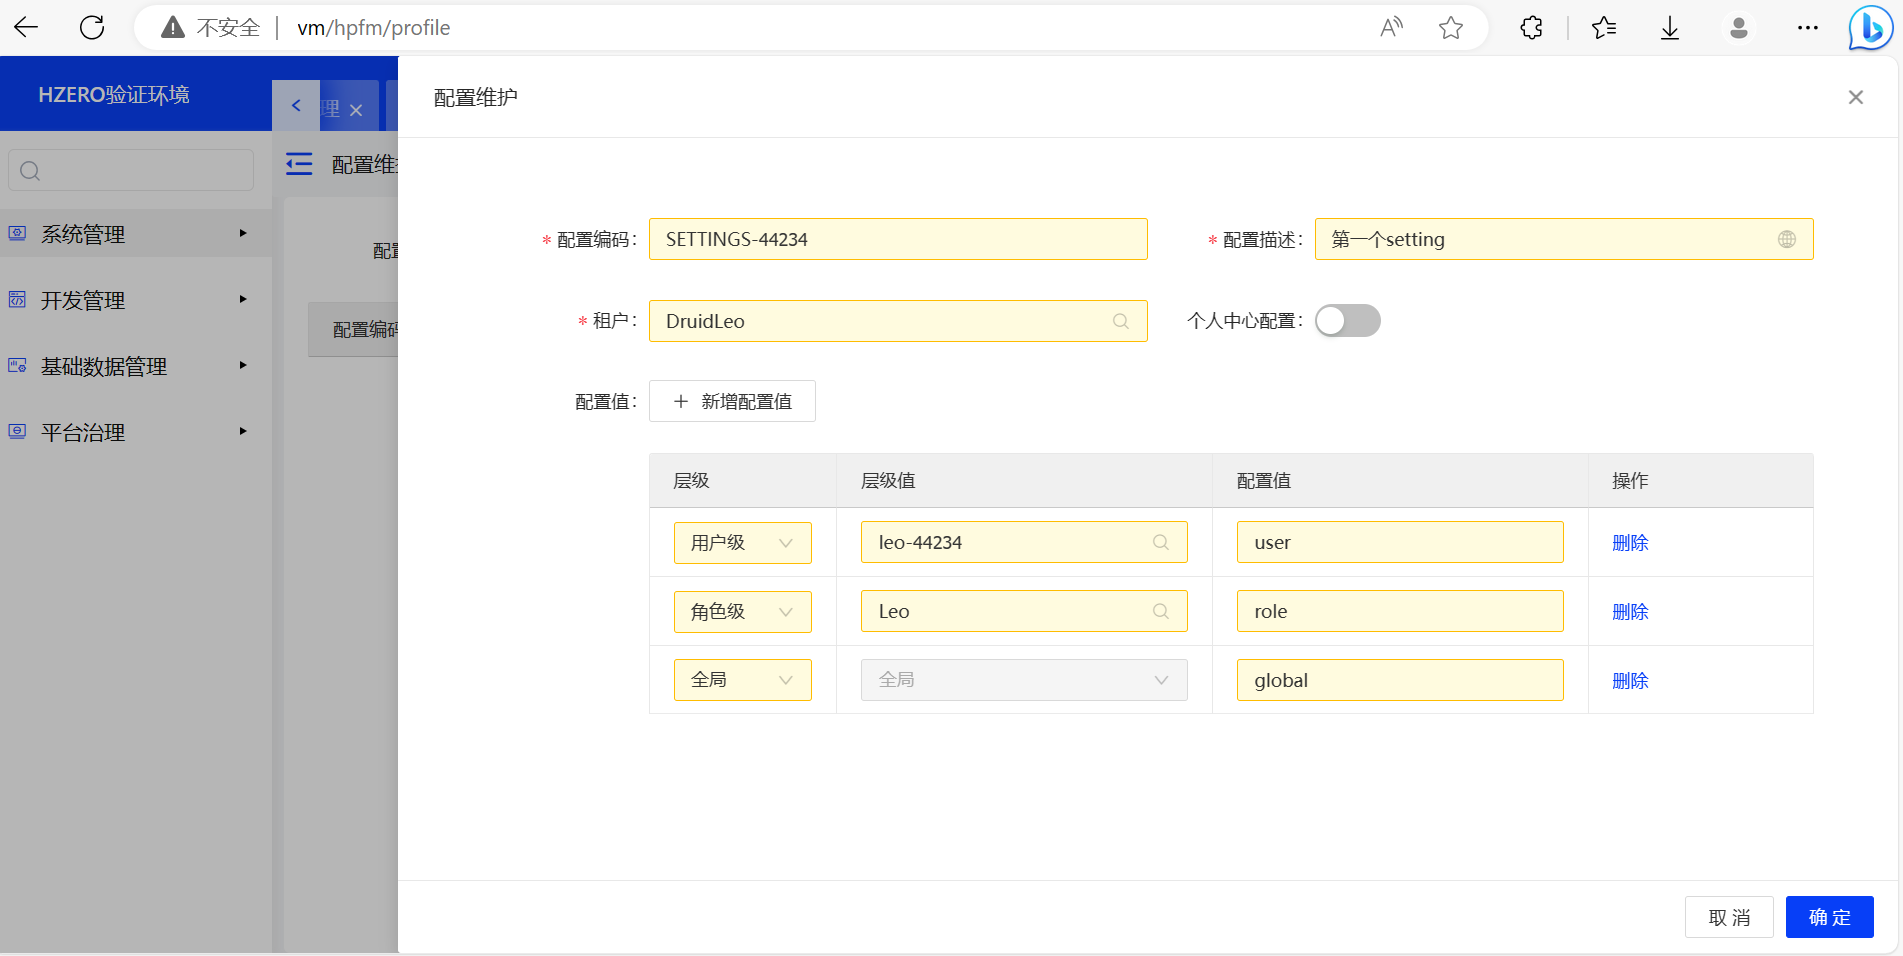 不安全 vm/hpfm/profile
HZERO验证环境
理
配置维护
系统管理
开发管理
基础数据管理
平台治理
配置维
配置
配置编码
* 配置编码: SETTINGS-44234
* 配置描述: 第一个setting
* 租户: DruidLeo
个人中心配置:
配置值: + 新增配置值
层级 层级值 配置值 操作
用户级 leo-44234 user 删除
角色级 Leo role 删除
全局 全局 global 删除
取 消 确 定